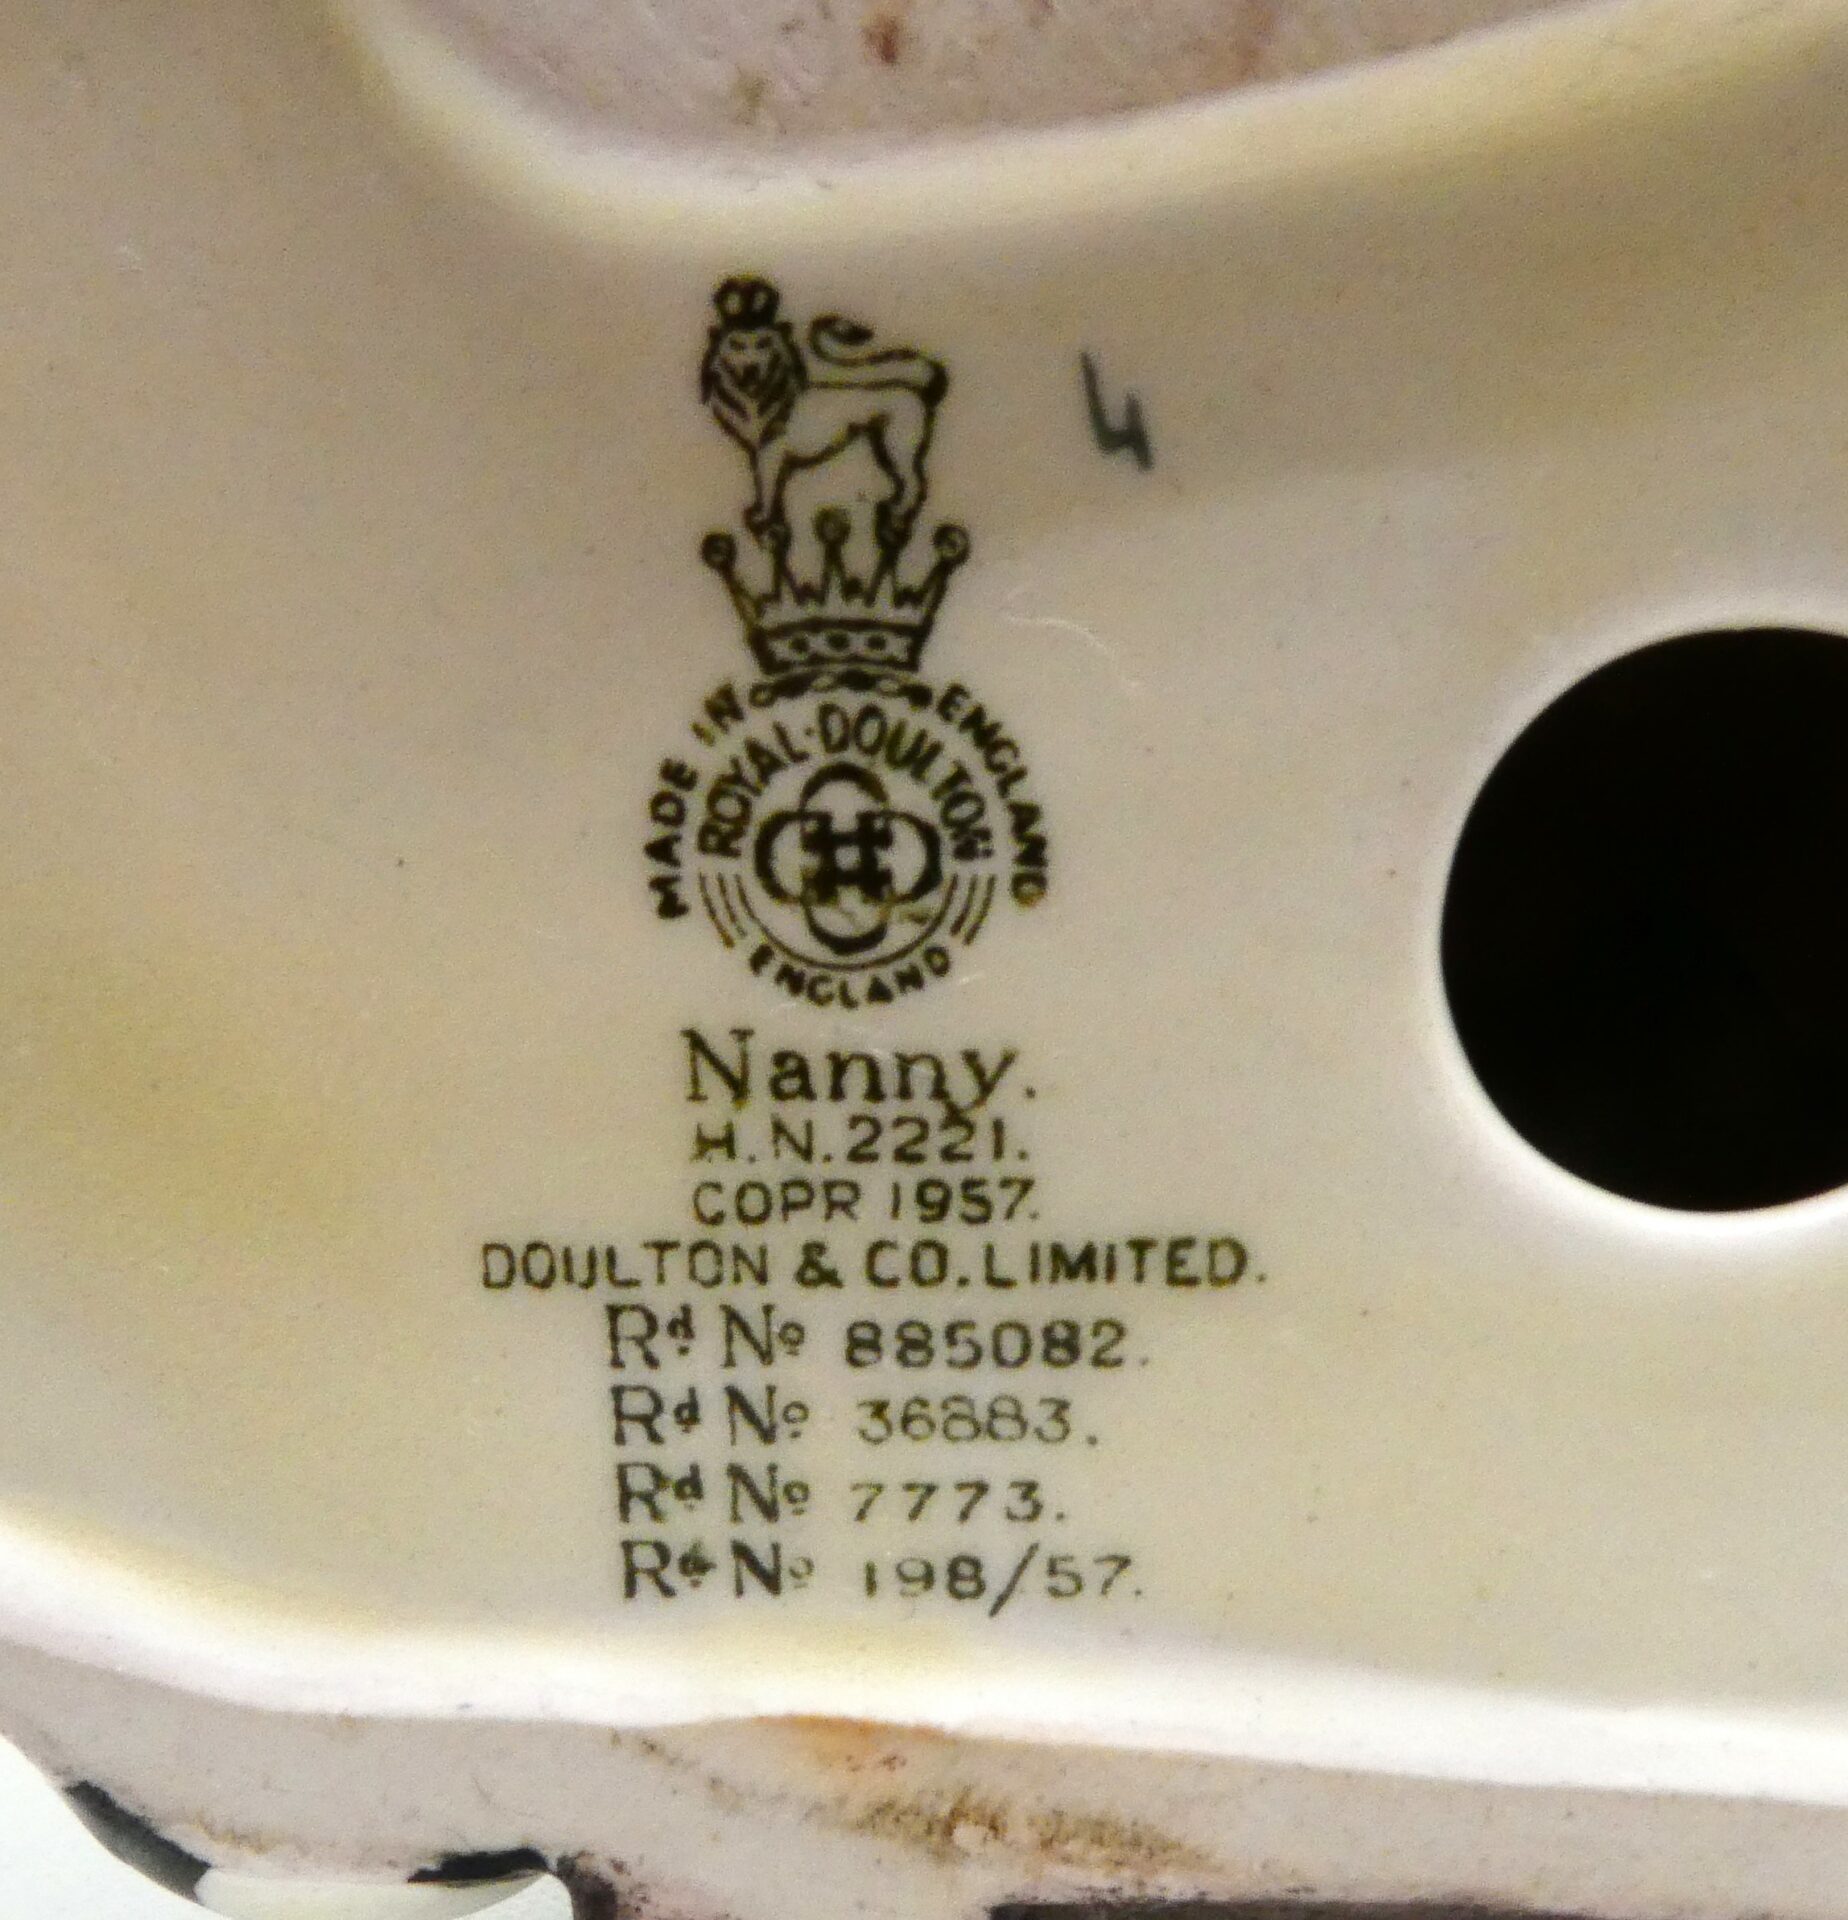 4
MADE IN ENGLAND
ROYAL·DOULTON
ENGLAND
Nanny.
H.N.2221.
COPR 1957.
DOULTON & CO. LIMITED.
Rd. No. 885082.
Rd. No. 36883.
Rd. No. 7773.
Rd. No. 198/57.